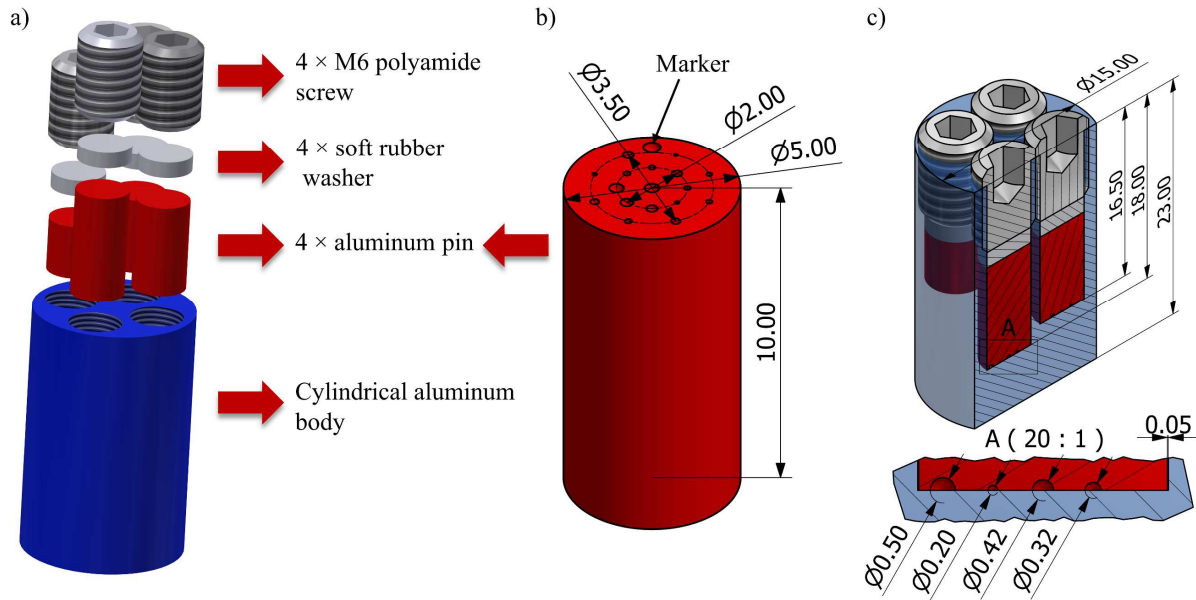 a)
4 × M6 polyamide
screw
4 × soft rubber
washer
4 × aluminum pin
Cylindrical aluminum
body
b)
Marker
Ø3.50
Ø2.00
Ø5.00
10.00
c)
Ø15.00
16.50
18.00
23.00
A
A ( 20 : 1 )
0.05
Ø0.50
Ø0.20
Ø0.42
Ø0.32